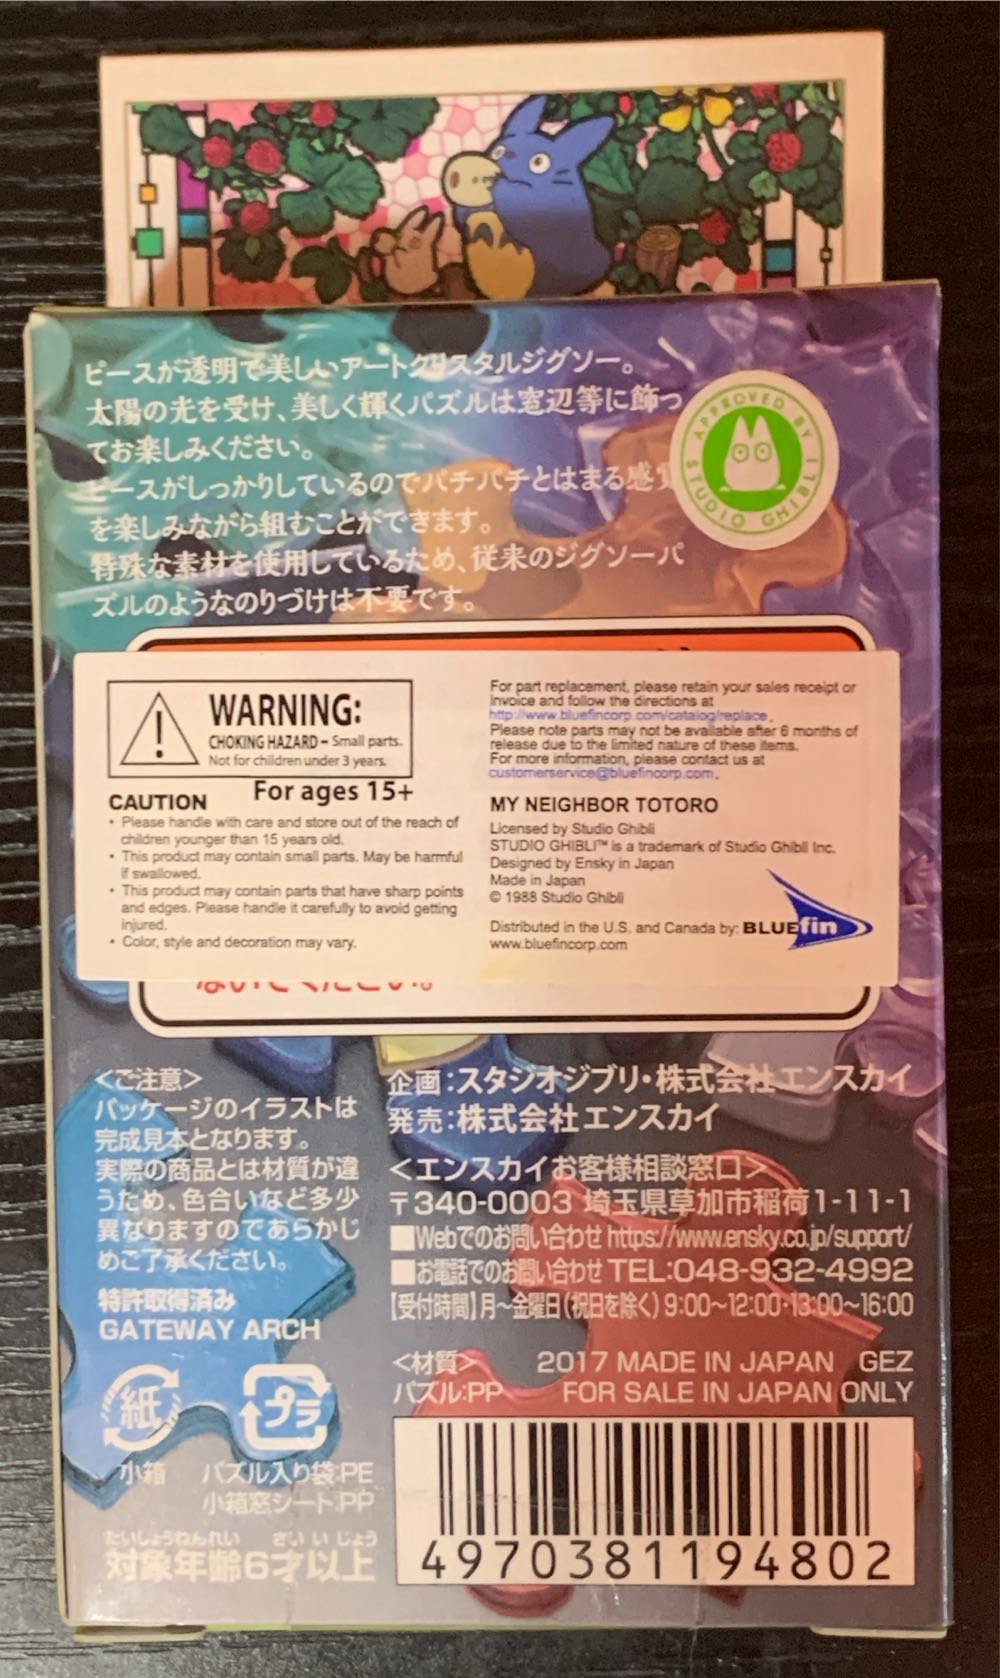 ピースが透明で美しいアートクリスタルジグソー。
太陽の光を受け、美しく輝くパズルは窓辺等に飾っ
てお楽しみください。
ピースがしっかりしているのでパチパチとはまる感
を楽しみながら組むことができます。
特殊な素材を使用しているため、従来のジグソーパ
ズルのようなのりづけは不要です。
APPROVED BY
STUDIO GHIBLI
WARNING:
CHOKING HAZARD – Small parts.
Not for children under 3 years.
For ages 15+
CAUTION
• Please handle with care and store out of the reach of
children younger than 15 years old.
• This product may contain small parts. May be harmful
if swallowed.
• This product may contain parts that have sharp points
and edges. Please handle it carefully to avoid getting
injured.
• Color, style and decoration may vary.
For part replacement, please retain your sales receipt or
invoice and follow the directions at
http://www.bluefincorp.com/catalog/replace.
Please note parts may not be available after 6 months of
release due to the limited nature of these items.
For more information, please contact us at
customerservice@bluefincorp.com.
MY NEIGHBOR TOTORO
Licensed by Studio Ghibli
STUDIO GHIBLI™ is a trademark of Studio Ghibli Inc.
Designed by Ensky in Japan
Made in Japan
© 1988 Studio Ghibli
Distributed in the U.S. and Canada by: BLUEfin
www.bluefincorp.com
ないでください。
<ご注意>
パッケージのイラストは
完成見本となります。
実際の商品とは材質が違
うため、色合いなど多少
異なりますのであらかじ
めご了承ください。
特許取得済み
GATEWAY ARCH
企画:スタジオジブリ・株式会社エンスカイ
発売:株式会社エンスカイ
<エンスカイお客様相談窓口>
〒340-0003 埼玉県草加市稲荷1-11-1
■Webでのお問い合わせ https://www.ensky.co.jp/support/
■お電話でのお問い合わせ TEL:048-932-4992
【受付時間】月~金曜日(祝日を除く)9:00~12:00・13:00~16:00
<材質> 2017 MADE IN JAPAN GEZ
パズル:PP FOR SALE IN JAPAN ONLY
紙 プラ
小箱 パズル入り袋:PE
小箱窓シート:PP
たいしょうねんれい さい いじょう
対象年齢6才以上
4970381194802